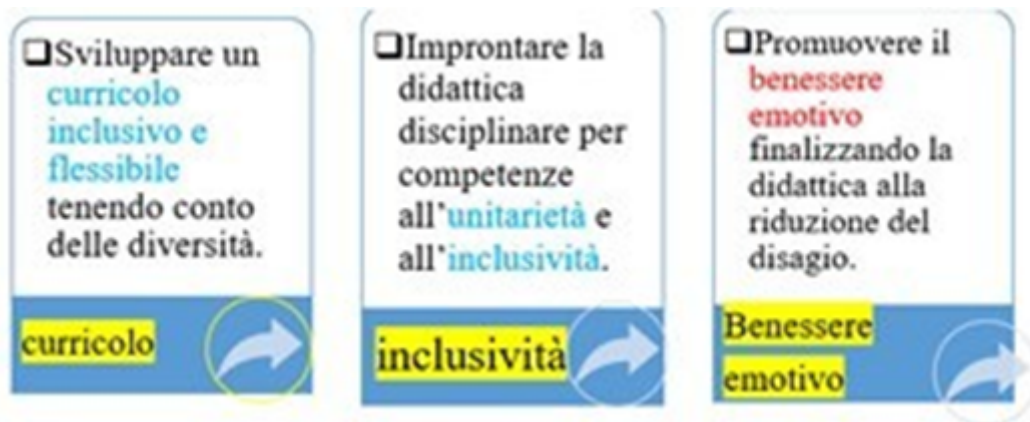 ❑Sviluppare un
curricolo
inclusivo e
flessibile
tenendo conto
delle diversità.
curricolo
❑Improntare la
didattica
disciplinare per
competenze
all'unitarietà e
all'inclusività.
inclusività
❑Promuovere il
benessere
emotivo
finalizzando la
didattica alla
riduzione del
disagio.
Benessere
emotivo